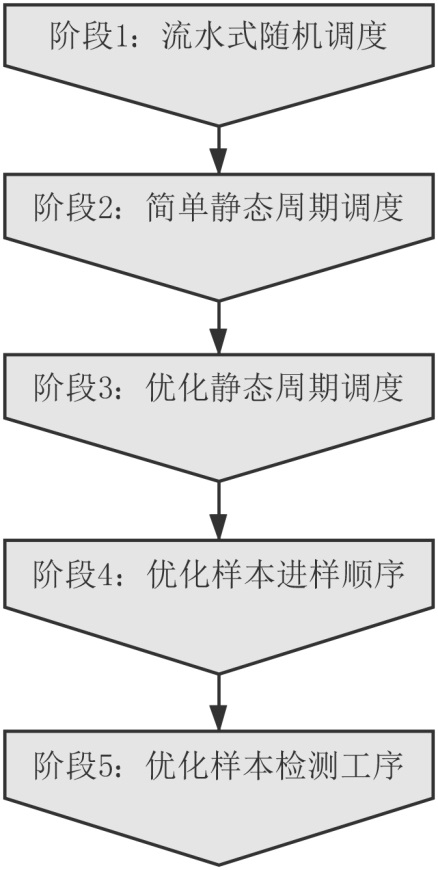 阶段1：流水式随机调度
阶段2：简单静态周期调度
阶段3：优化静态周期调度
阶段4：优化样本进样顺序
阶段5：优化样本检测工序